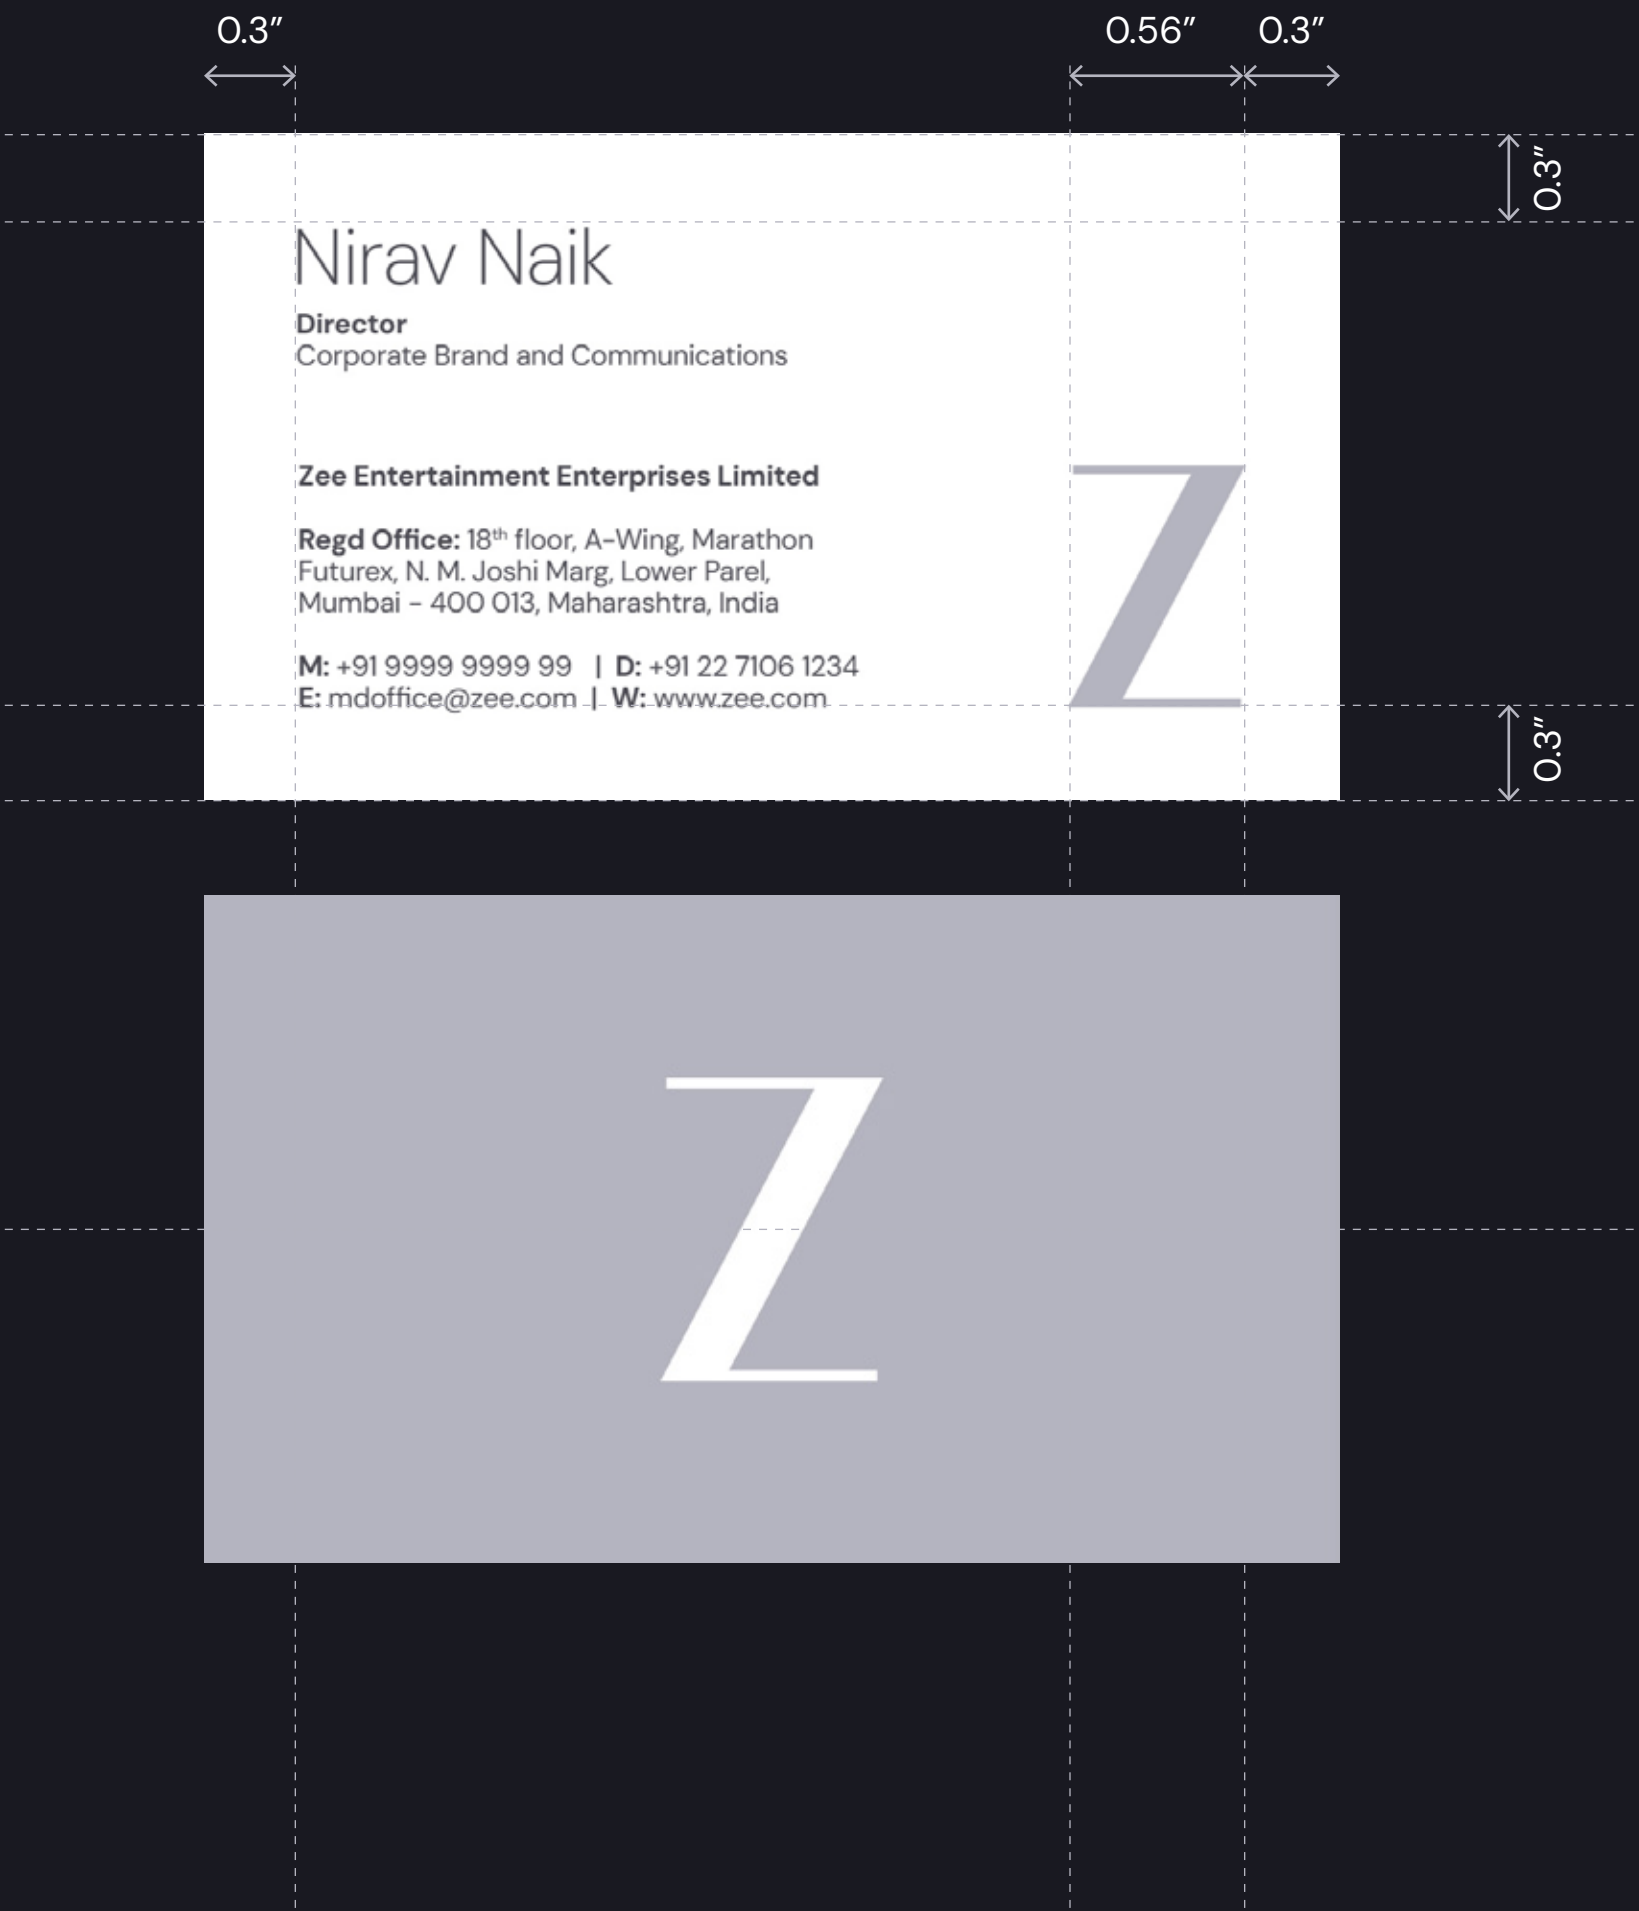 0.3″
0.56″
0.3″
0.3″
Nirav Naik
Director
Corporate Brand and Communications
Zee Entertainment Enterprises Limited
Regd Office: 18th floor, A-Wing, Marathon
Futurex, N. M. Joshi Marg, Lower Parel,
Mumbai - 400 013, Maharashtra, India
M: +91 9999 9999 99 | D: +91 22 7106 1234
E: mdoffice@zee.com | W: www.zee.com
Z
0.3″
Z